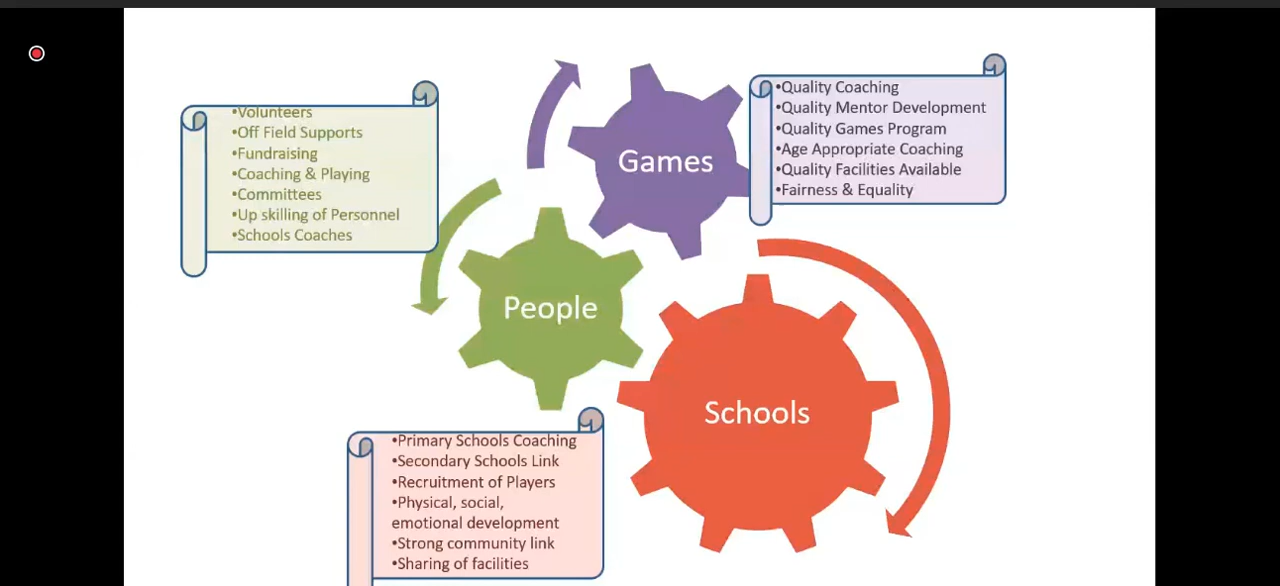 •Volunteers
•Off Field Supports
•Fundraising
•Coaching & Playing
•Committees
•Up skilling of Personnel
•Schools Coaches
Games
•Quality Coaching
•Quality Mentor Development
•Quality Games Program
•Age Appropriate Coaching
•Quality Facilities Available
•Fairness & Equality
People
Schools
•Primary Schools Coaching
•Secondary Schools Link
•Recruitment of Players
•Physical, social,
emotional development
•Strong community link
•Sharing of facilities